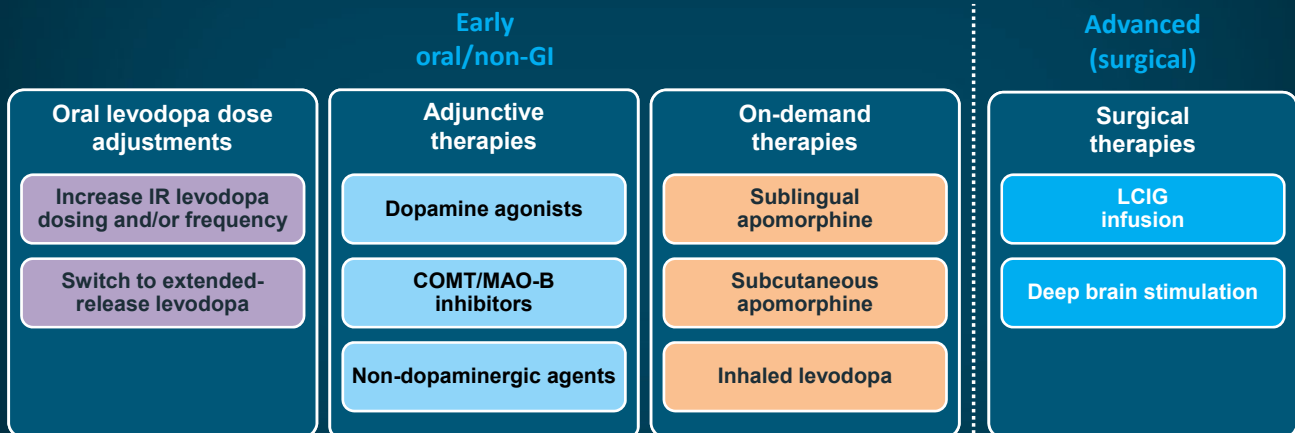 Early
oral/non-GI
Advanced
(surgical)
Oral levodopa dose
adjustments
Increase IR levodopa
dosing and/or frequency
Switch to extended-
release levodopa
Adjunctive
therapies
Dopamine agonists
COMT/MAO-B
inhibitors
Non-dopaminergic agents
On-demand
therapies
Sublingual
apomorphine
Subcutaneous
apomorphine
Inhaled levodopa
Surgical
therapies
LCIG
infusion
Deep brain stimulation